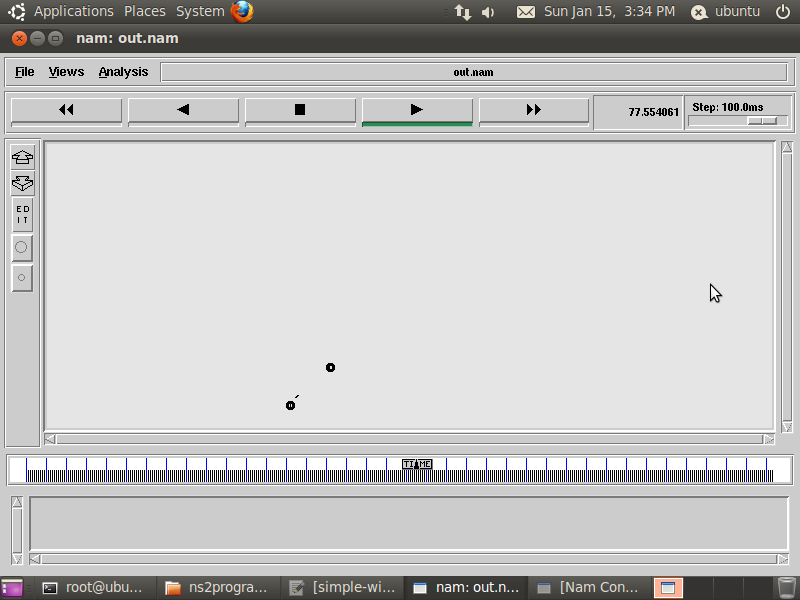 Applications Places System Sun Jan 15, 3:34 PM ubuntu
nam: out.nam
File Views Analysis out.nam
77.554061 Step: 100.0ms
E D
I T
TIME
root@ubu... ns2progra... [simple-wi... nam: out.n... [Nam Con...